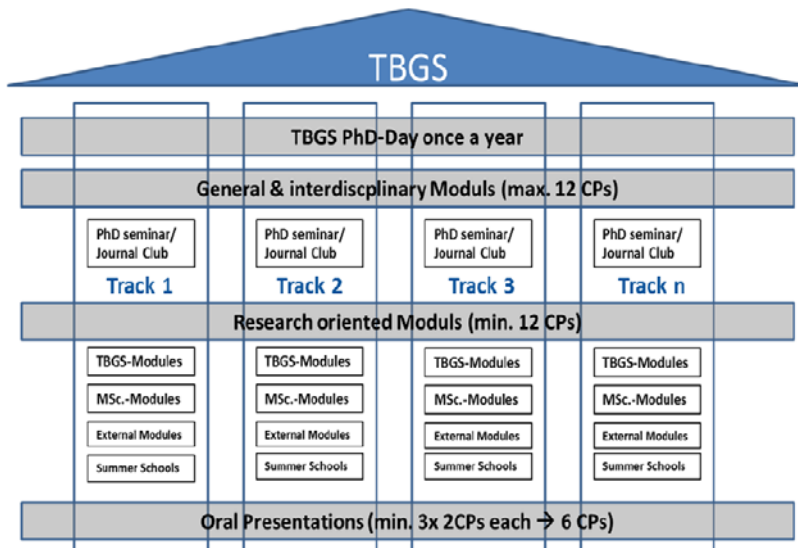 TBGS
TBGS PhD-Day once a year
General & interdiscplinary Moduls (max. 12 CPs)
PhD seminar/
Journal Club
PhD seminar/
Journal Club
PhD seminar/
Journal Club
PhD seminar/
Journal Club
Track 1
Track 2
Track 3
Track n
Research oriented Moduls (min. 12 CPs)
TBGS-Modules
TBGS-Modules
TBGS-Modules
TBGS-Modules
MSc.-Modules
MSc.-Modules
MSc.-Modules
MSc.-Modules
External Modules
External Modules
External Modules
External Modules
Summer Schools
Summer Schools
Summer Schools
Summer Schools
Oral Presentations (min. 3x 2CPs each → 6 CPs)